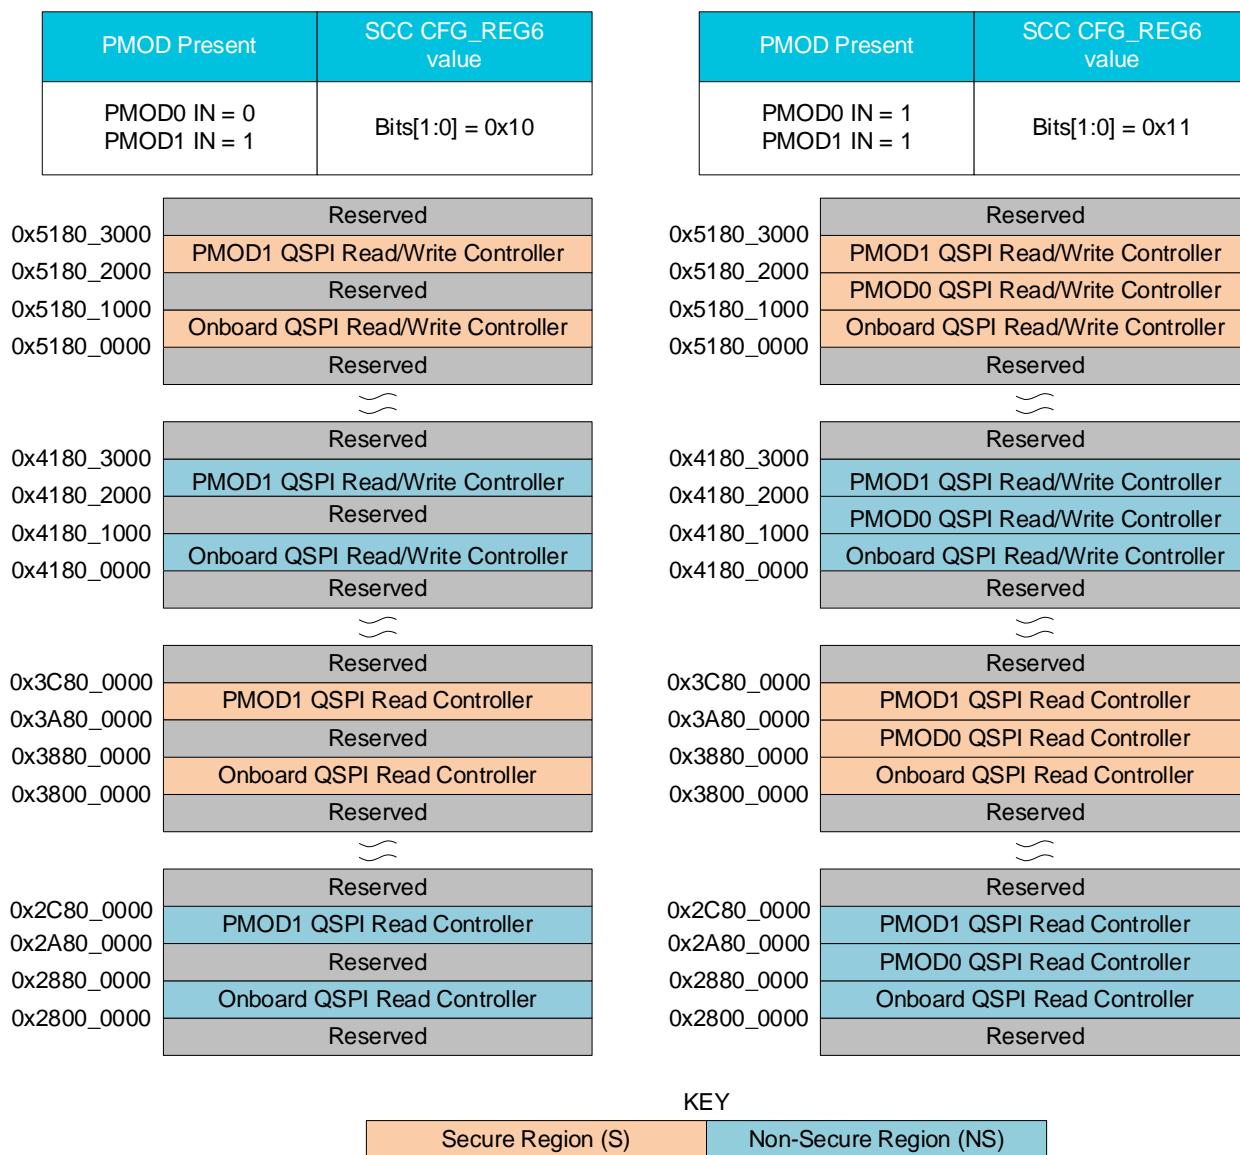 PMOD Present
SCC CFG_REG6
value
PMOD0 IN = 0
PMOD1 IN = 1
Bits[1:0] = 0x10
Reserved
0x5180_3000
PMOD1 QSPI Read/Write Controller
0x5180_2000
Reserved
0x5180_1000
Onboard QSPI Read/Write Controller
0x5180_0000
Reserved
Reserved
0x4180_3000
PMOD1 QSPI Read/Write Controller
0x4180_2000
Reserved
0x4180_1000
Onboard QSPI Read/Write Controller
0x4180_0000
Reserved
Reserved
0x3C80_0000
PMOD1 QSPI Read Controller
0x3A80_0000
Reserved
0x3880_0000
Onboard QSPI Read Controller
0x3800_0000
Reserved
Reserved
0x2C80_0000
PMOD1 QSPI Read Controller
0x2A80_0000
Reserved
0x2880_0000
Onboard QSPI Read Controller
0x2800_0000
Reserved
PMOD Present
SCC CFG_REG6
value
PMOD0 IN = 1
PMOD1 IN = 1
Bits[1:0] = 0x11
Reserved
0x5180_3000
PMOD1 QSPI Read/Write Controller
0x5180_2000
PMOD0 QSPI Read/Write Controller
0x5180_1000
Onboard QSPI Read/Write Controller
0x5180_0000
Reserved
Reserved
0x4180_3000
PMOD1 QSPI Read/Write Controller
0x4180_2000
PMOD0 QSPI Read/Write Controller
0x4180_1000
Onboard QSPI Read/Write Controller
0x4180_0000
Reserved
Reserved
0x3C80_0000
PMOD1 QSPI Read Controller
0x3A80_0000
PMOD0 QSPI Read Controller
0x3880_0000
Onboard QSPI Read Controller
0x3800_0000
Reserved
Reserved
0x2C80_0000
PMOD1 QSPI Read Controller
0x2A80_0000
PMOD0 QSPI Read Controller
0x2880_0000
Onboard QSPI Read Controller
0x2800_0000
Reserved
KEY
Secure Region (S)
Non-Secure Region (NS)